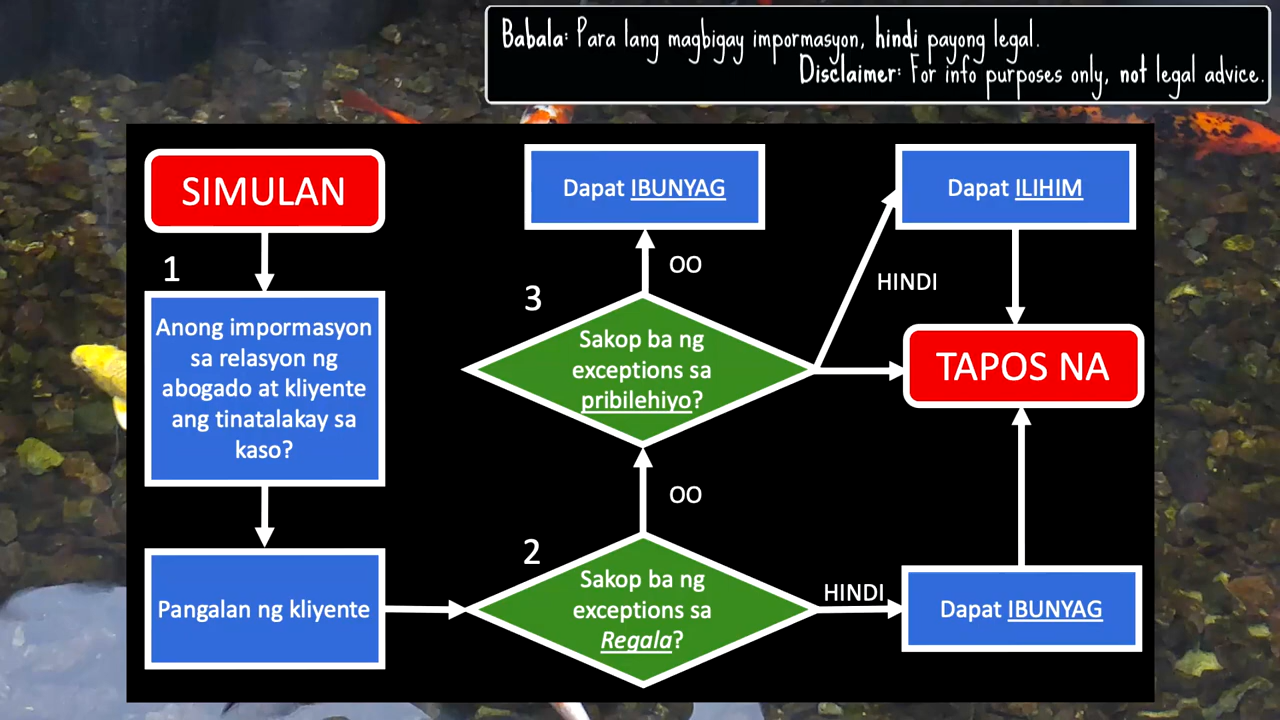 Babala: Para lang magbigay impormasyon, hindi payong legal.
Disclaimer: For info purposes only, not legal advice.
SIMULAN
1
Anong impormasyon
sa relasyon ng
abogado at kliyente
ang tinatalakay sa
kaso?
Pangalan ng kliyente
2
Sakop ba ng
exceptions sa
Regala?
HINDI
Dapat IBUNYAG
OO
3
Sakop ba ng
exceptions sa
pribilehiyo?
OO
Dapat IBUNYAG
HINDI
Dapat ILIHIM
TAPOS NA